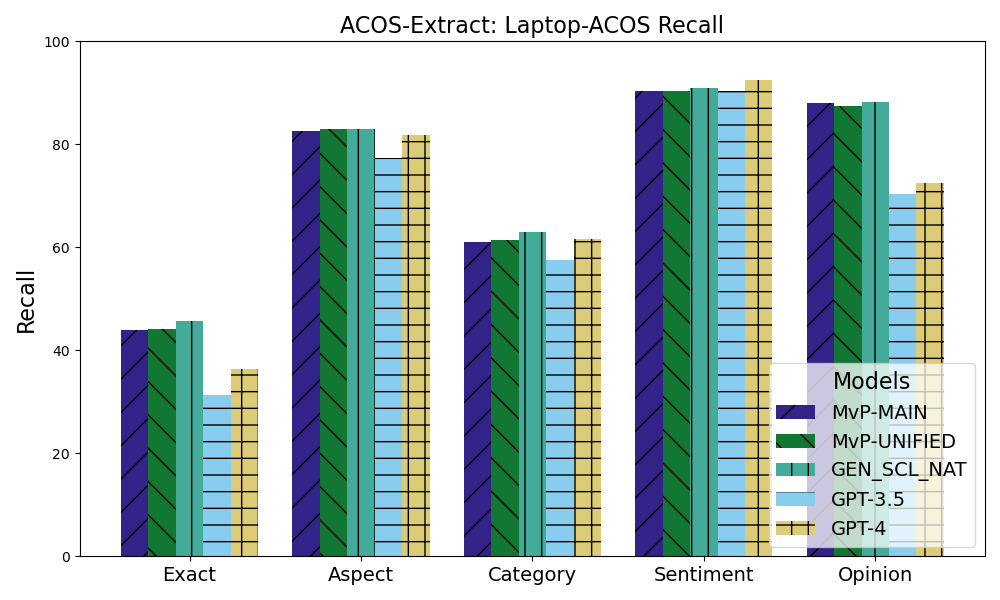 ACOS-Extract: Laptop-ACOS Recall
Recall
100
80
60
40
20
0
Exact
Aspect
Category
Sentiment
Opinion
Models
MvP-MAIN
MvP-UNIFIED
GEN_SCL_NAT
GPT-3.5
GPT-4